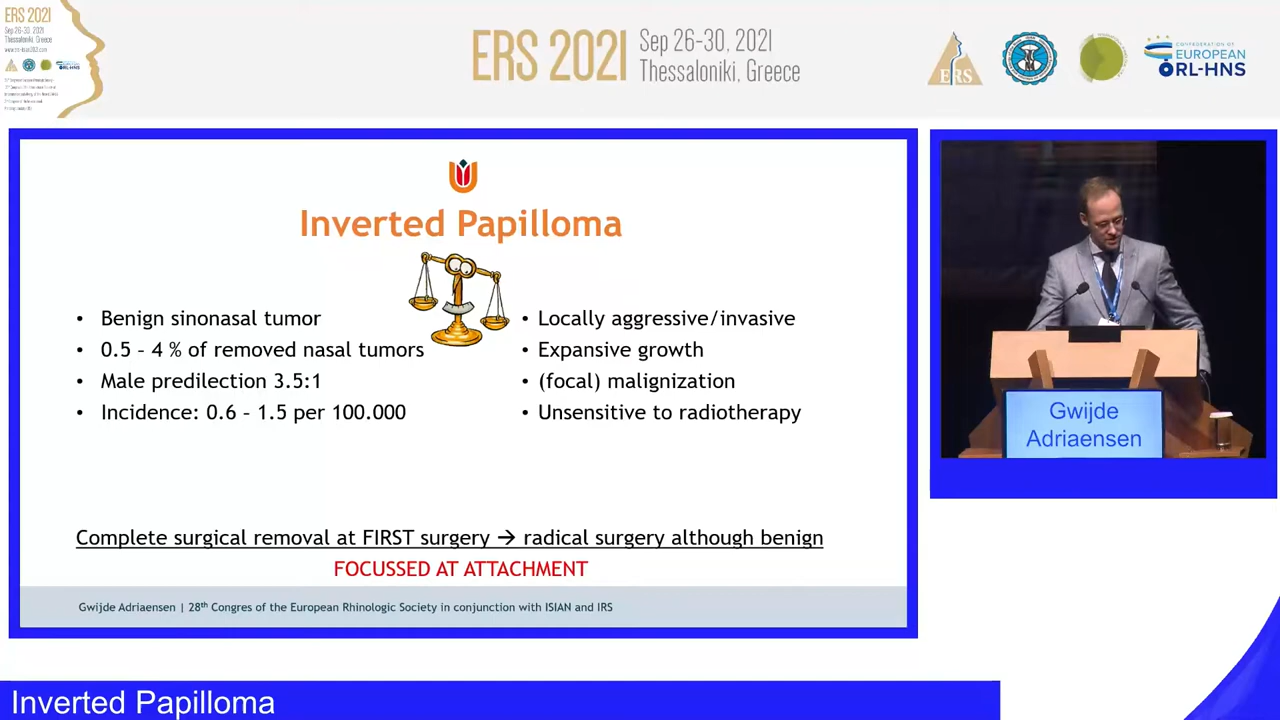 ERS 2021
Sep 26-30, 2021
Thessaloniki, Greece
ERS 2021
Sep 26-30, 2021
Thessaloniki, Greece
ERS
CONFEDERATION OF
EUROPEAN
ORL-HNS
Inverted Papilloma
• Benign sinonasal tumor
• 0.5 – 4 % of removed nasal tumors
• Male predilection 3.5:1
• Incidence: 0.6 – 1.5 per 100.000
• Locally aggressive/invasive
• Expansive growth
• (focal) malignization
• Unsensitive to radiotherapy
Complete surgical removal at FIRST surgery → radical surgery although benign
FOCUSSED AT ATTACHMENT
Gwijde Adriaensen | 28th Congres of the European Rhinologic Society in conjunction with ISIAN and IRS
Gwijde
Adriaensen
Inverted Papilloma